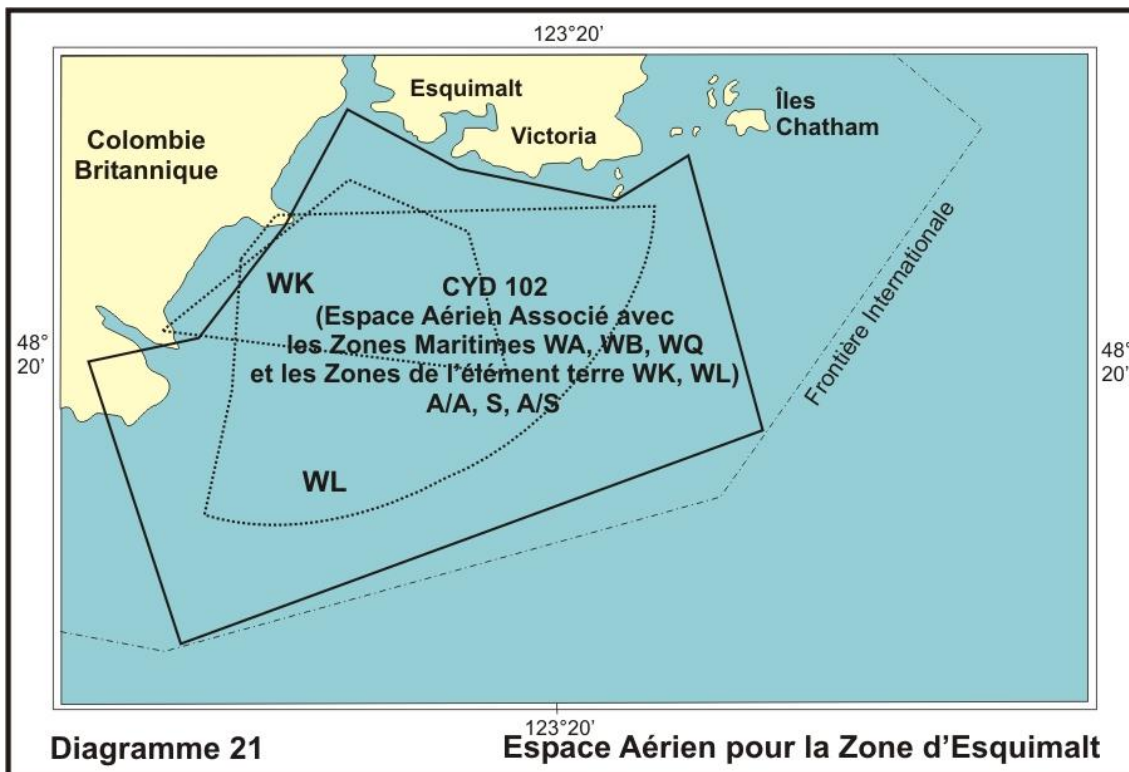 123°20'
Esquimalt
Îles
Chatham
Victoria
Colombie
Britannique
Frontière Internationale
WK
CYD 102
(Espace Aérien Associé avec
les Zones Maritimes WA, WB, WQ
et les Zones de l'élément terre WK, WL)
A/A, S, A/S
48°
20'
48°
20'
WL
123°20'
Diagramme 21
Espace Aérien pour la Zone d'Esquimalt